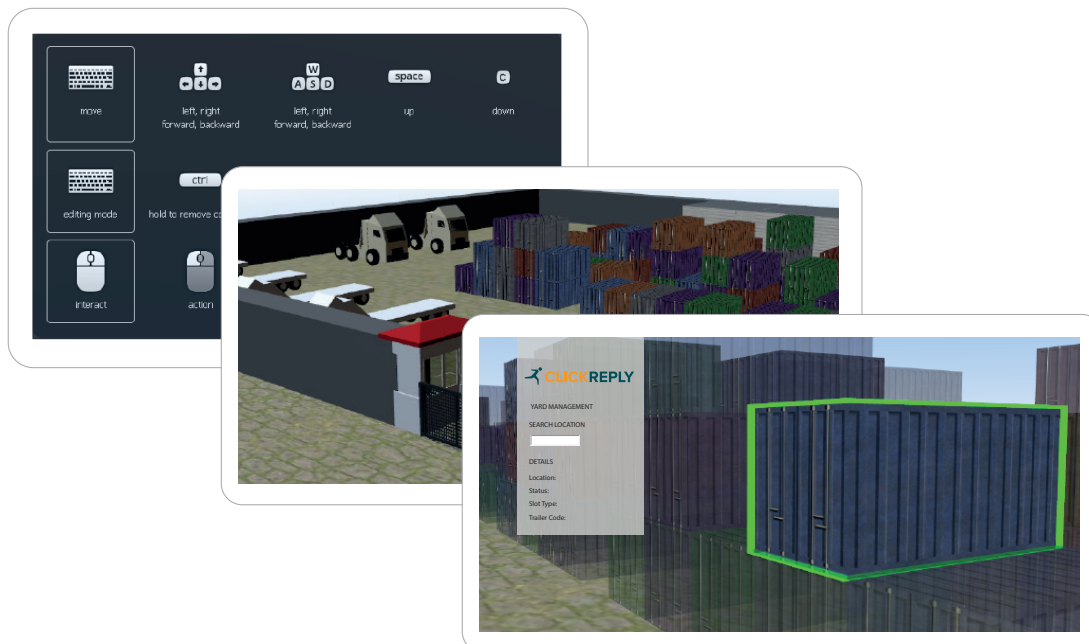 W
A S D
space
C
move
left, right
forward, backward
left, right
forward, backward
up
down
ctrl
editing mode
hold to remove
interact
action
CLICKREPLY
YARD MANAGEMENT
SEARCH LOCATION
DETAILS
Location:
Status:
Slot Type:
Trailer Code: